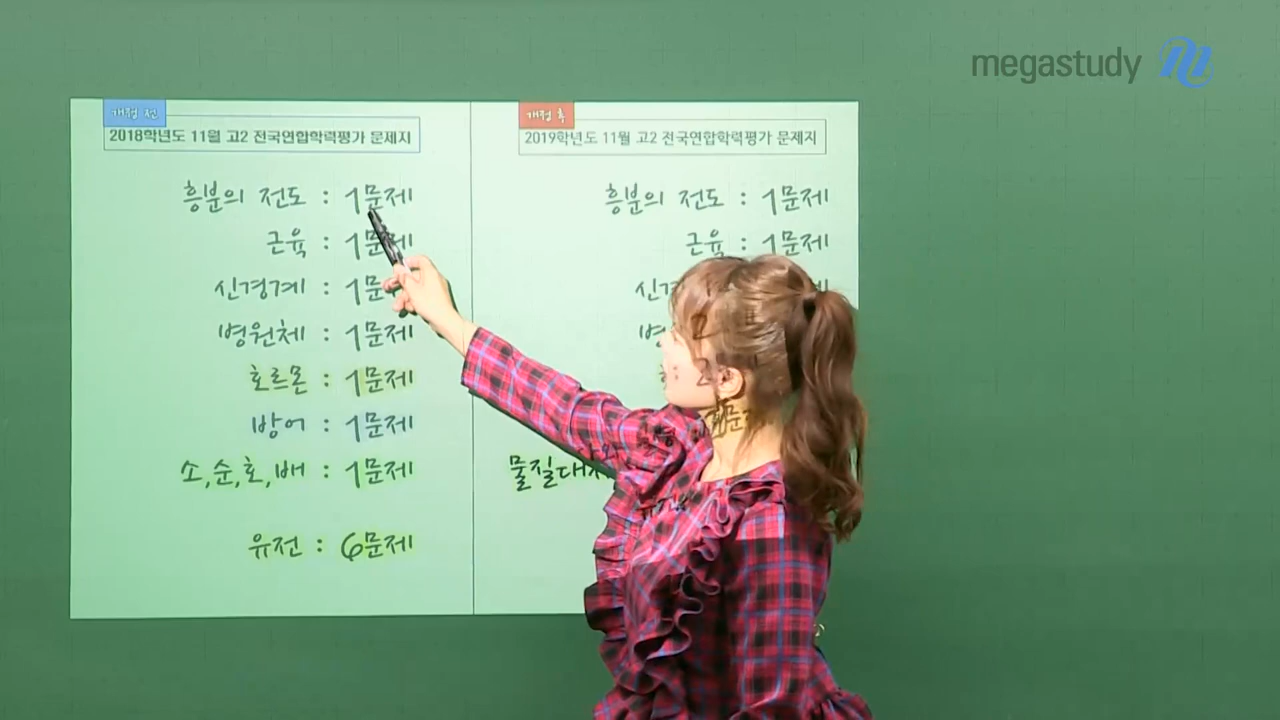 megastudy
개정 전
2018학년도 11월 고2 전국연합학력평가 문제지
흥분의 전도 : 1문제
근육 : 1문제
신경계 : 1문제
병원체 : 1문제
호르몬 : 1문제
방어 : 1문제
소,순,호,배 : 1문제
유전 : 6문제
개정 후
2019학년도 11월 고2 전국연합학력평가 문제지
흥분의 전도 : 1문제
근육 : 1문제